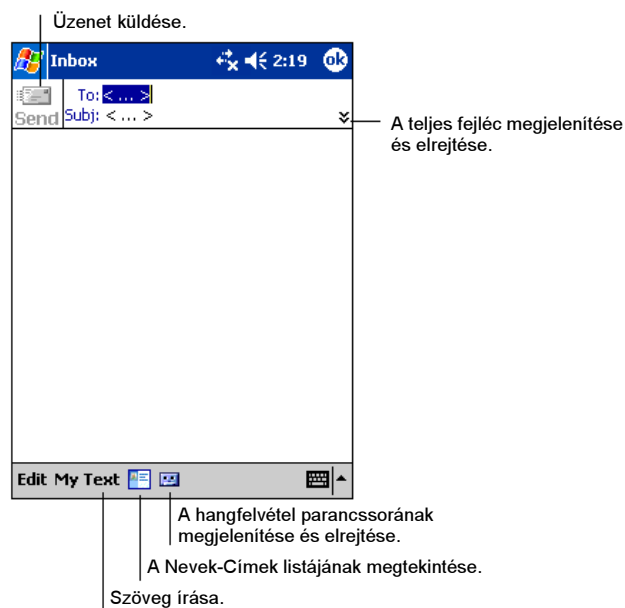 Üzenet küldése.
Inbox 2:19 ok
To: < ... >
Send Subj: < ... >
A teljes fejléc megjelenítése
és elrejtése.
Edit My Text
A hangfelvétel parancssorának
megjelenítése és elrejtése.
A Nevek-Címek listájának megtekintése.
Szöveg írása.